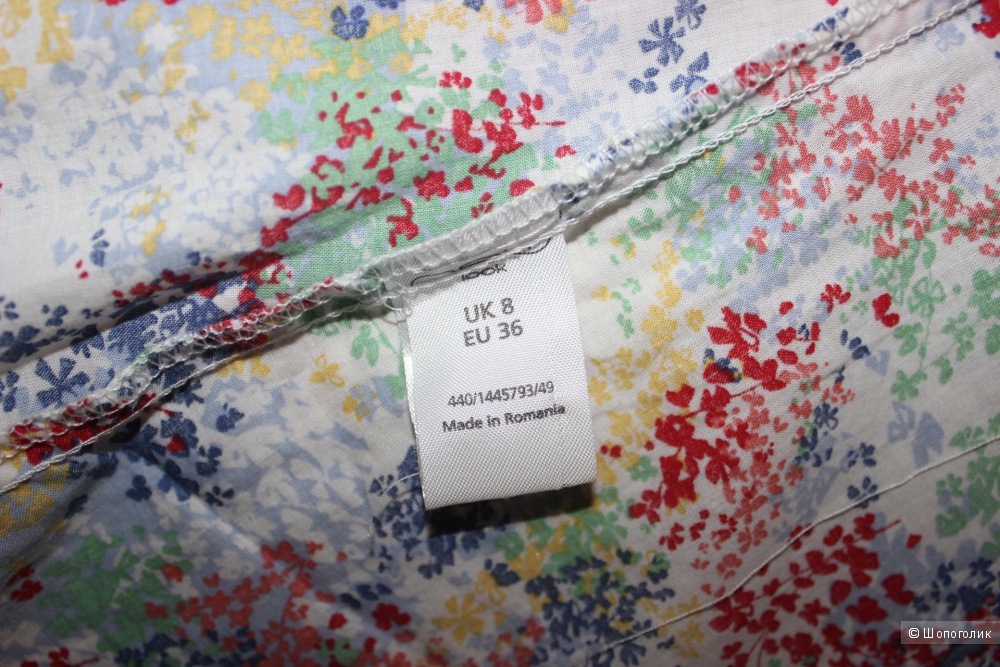 UK 8
EU 36
440/1445793/49
Made in Romania
© Шопоголик